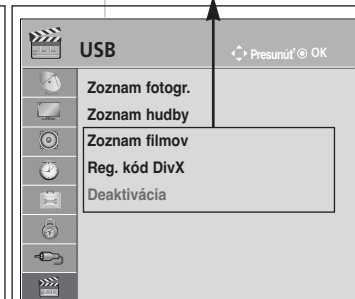 USB
Presunúť OK
Zoznam fotogr.
Zoznam hudby
Zoznam filmov
Reg. kód DivX
Deaktivácia